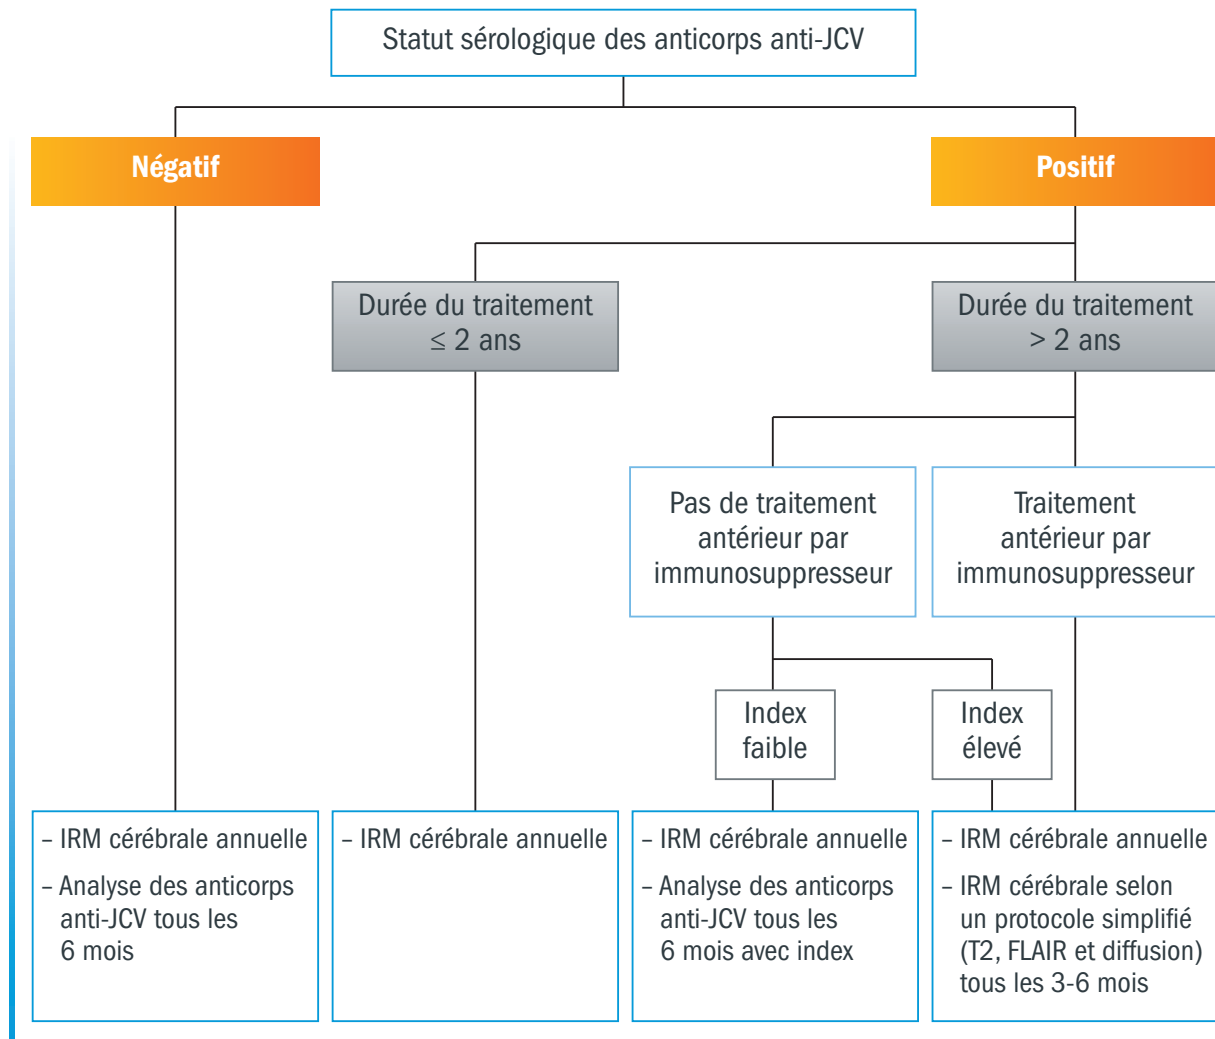 Statut sérologique des anticorps anti-JCV
Négatif
Positif
Durée du traitement
≤ 2 ans
Durée du traitement
> 2 ans
Pas de traitement
antérieur par
immunosuppresseur
Traitement
antérieur par
immunosuppresseur
Index
faible
Index
élevé
– IRM cérébrale annuelle
– Analyse des anticorps
anti-JCV tous les
6 mois
– IRM cérébrale annuelle
– IRM cérébrale annuelle
– Analyse des anticorps
anti-JCV tous les
6 mois avec index
– IRM cérébrale annuelle
– IRM cérébrale selon
un protocole simplifié
(T2, FLAIR et diffusion)
tous les 3-6 mois